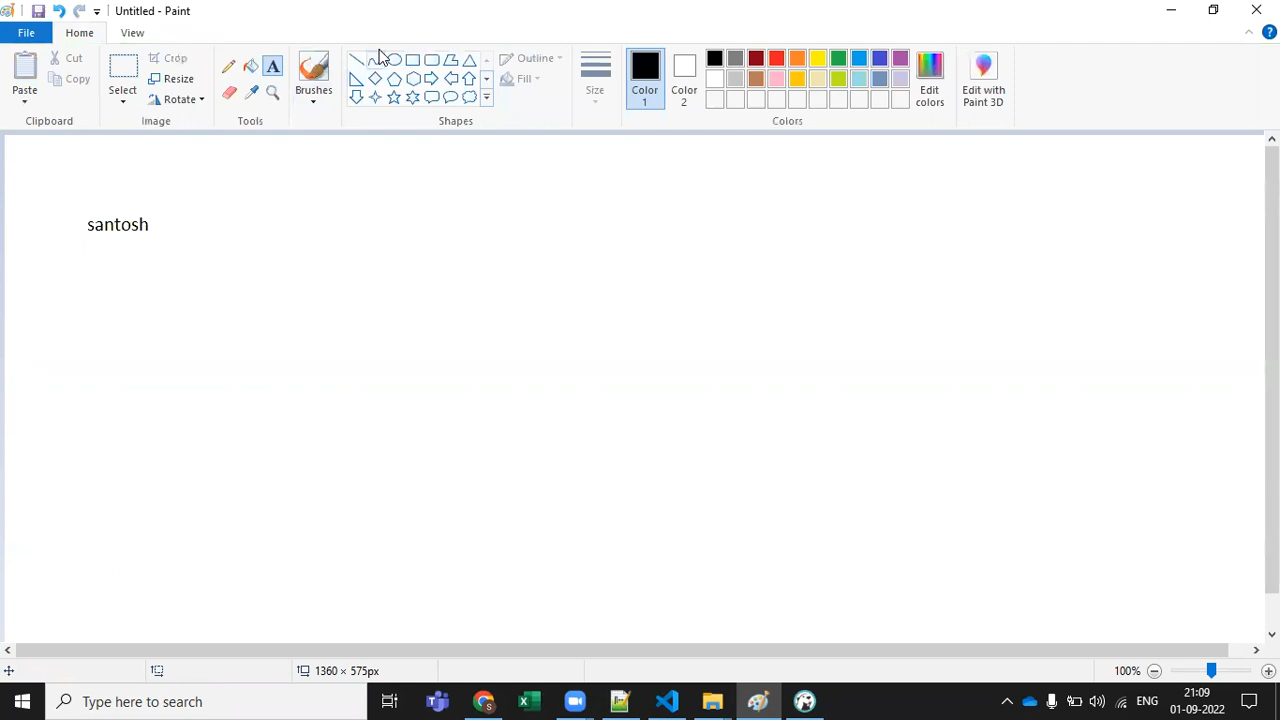 Untitled - Paint
File
Home
View
Paste
Cut
Copy
Clipboard
Select
Crop
Resize
Rotate
Image
A
Tools
Brushes
Shapes
Outline
Fill
Size
Color
1
Color
2
Colors
Edit
colors
Edit with
Paint 3D
santosh
1360 × 575px
100%
Type here to search
ENG
21:09
01-09-2022